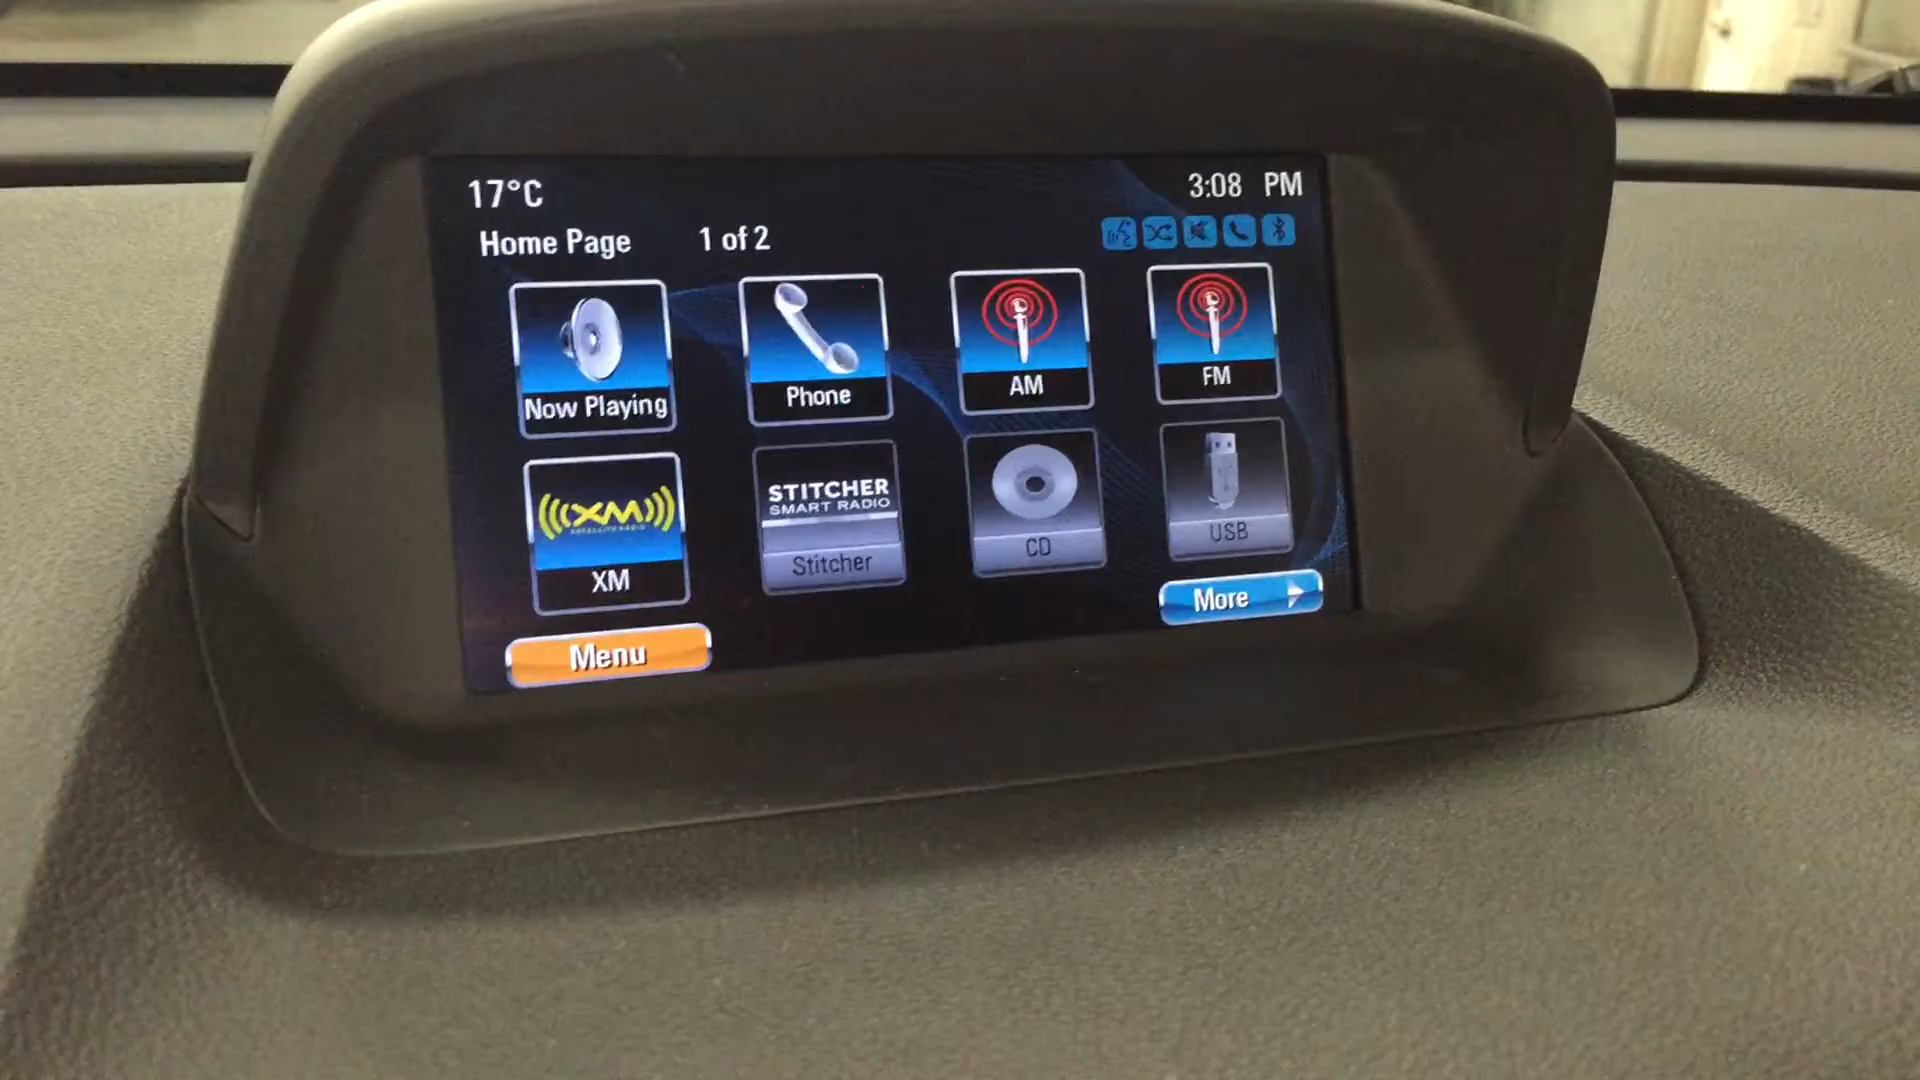 17°C
3:08 PM
Home Page 1 of 2
Now Playing
Phone
AM
FM
XM
XM
STITCHER
SMART RADIO
Stitcher
CD
USB
More
Menu